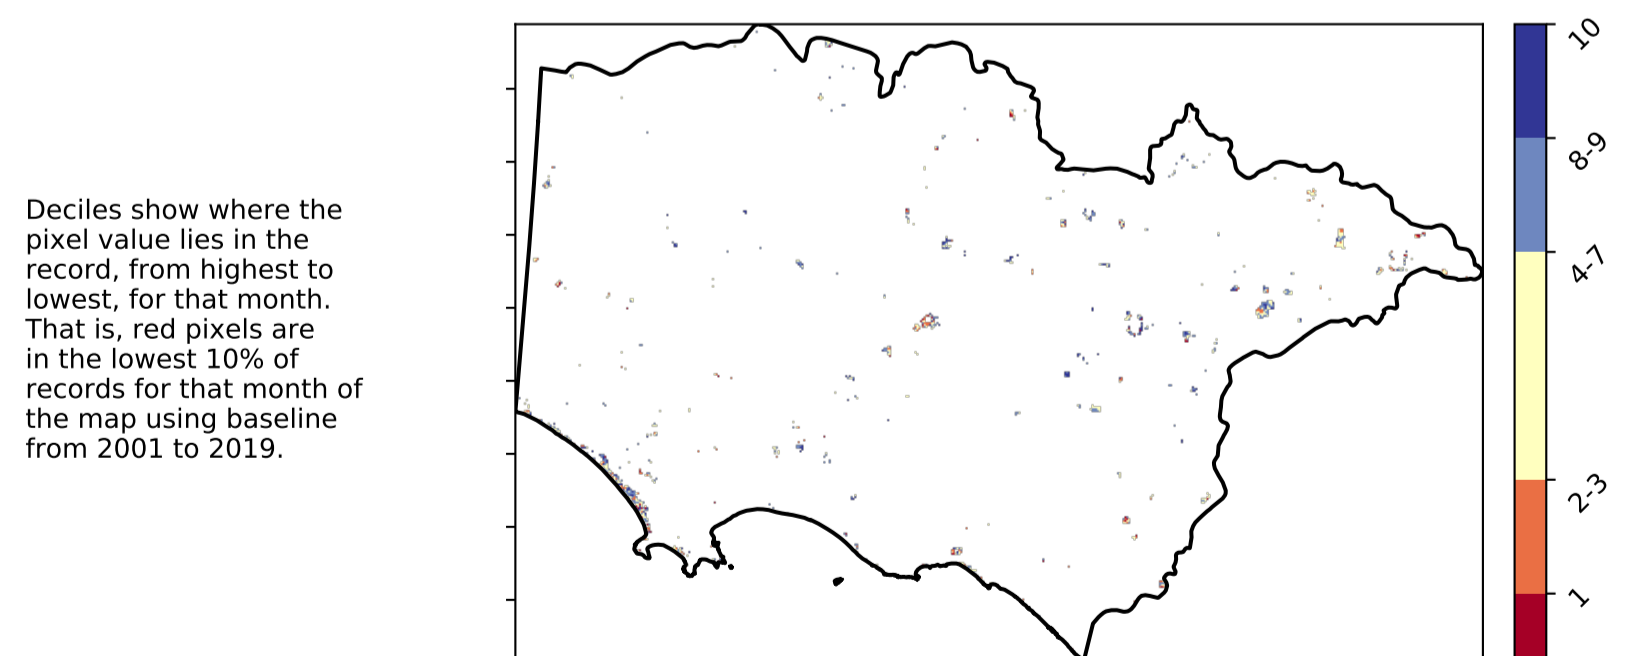 Deciles show where the
pixel value lies in the
record, from highest to
lowest, for that month.
That is, red pixels are
in the lowest 10% of
records for that month of
the map using baseline
from 2001 to 2019.
10
8-9
4-7
2-3
1